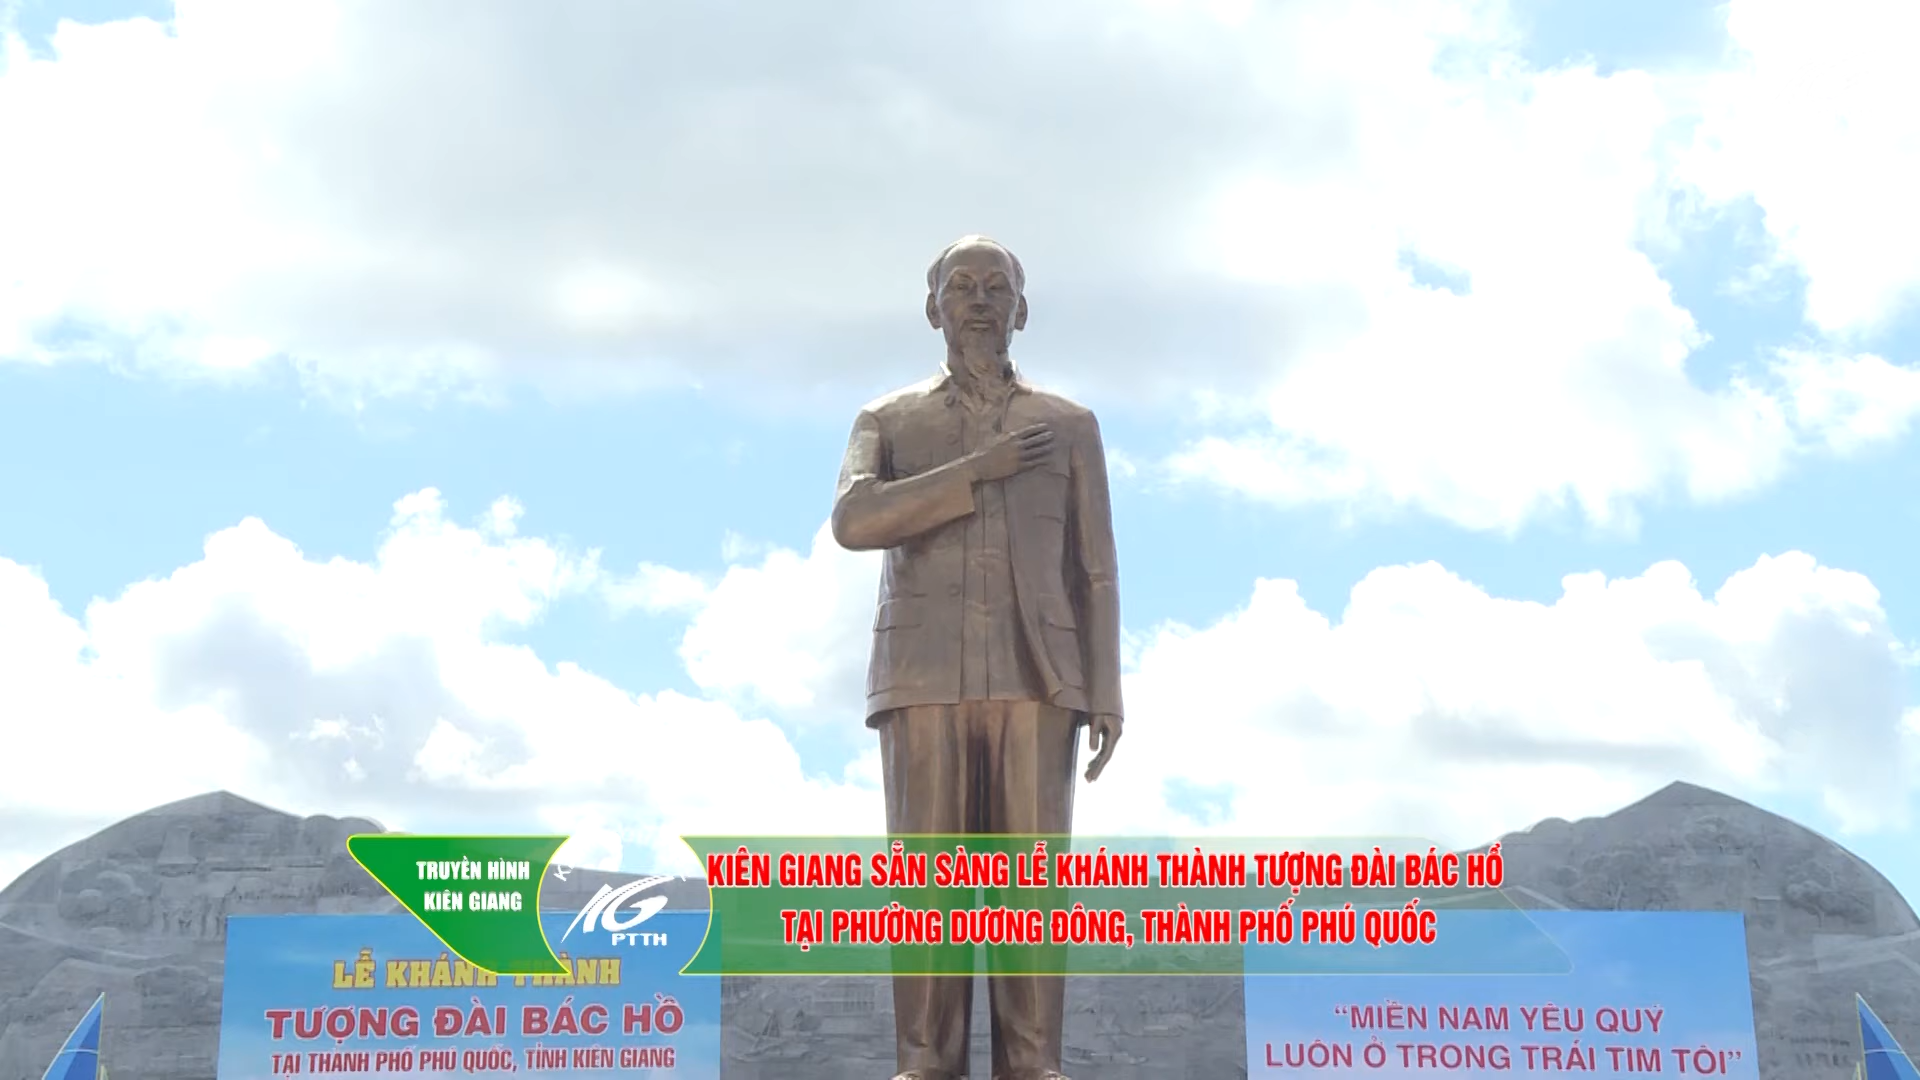 TRUYỀN HÌNH
KIÊN GIANG
KG
PTTH
KIÊN GIANG SẴN SÀNG LỄ KHÁNH THÀNH TƯỢNG ĐÀI BÁC HỒ
TẠI PHƯỜNG DƯƠNG ĐÔNG, THÀNH PHỐ PHÚ QUỐC
LỄ KHÁNH THÀNH
TƯỢNG ĐÀI BÁC HỒ
TẠI THÀNH PHỐ PHÚ QUỐC, TỈNH KIÊN GIANG
“MIỀN NAM YÊU QUÝ
LUÔN Ở TRONG TRÁI TIM TÔI”